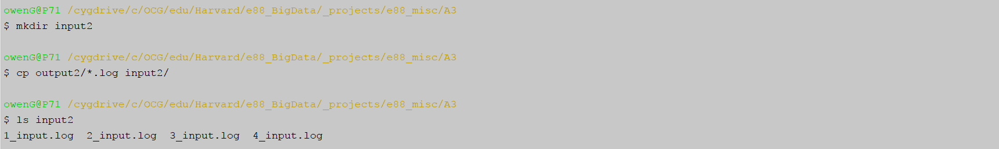 owenG@P71 /cygdrive/c/OCG/edu/Harvard/e88_BigData/_projects/e88_misc/A3
$ mkdir input2
owenG@P71 /cygdrive/c/OCG/edu/Harvard/e88_BigData/_projects/e88_misc/A3
$ cp output2/*.log input2/
owenG@P71 /cygdrive/c/OCG/edu/Harvard/e88_BigData/_projects/e88_misc/A3
$ ls input2
1_input.log  2_input.log  3_input.log  4_input.log